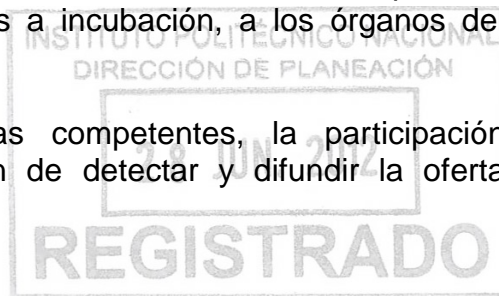 s a incubación, a los órganos de
INSTITUTO POLITÉCNICO NACIONAL
DIRECCIÓN DE PLANEACIÓN
as competentes, la participación
28 JUN 2012
n de detectar y difundir la oferta
REGISTRADO